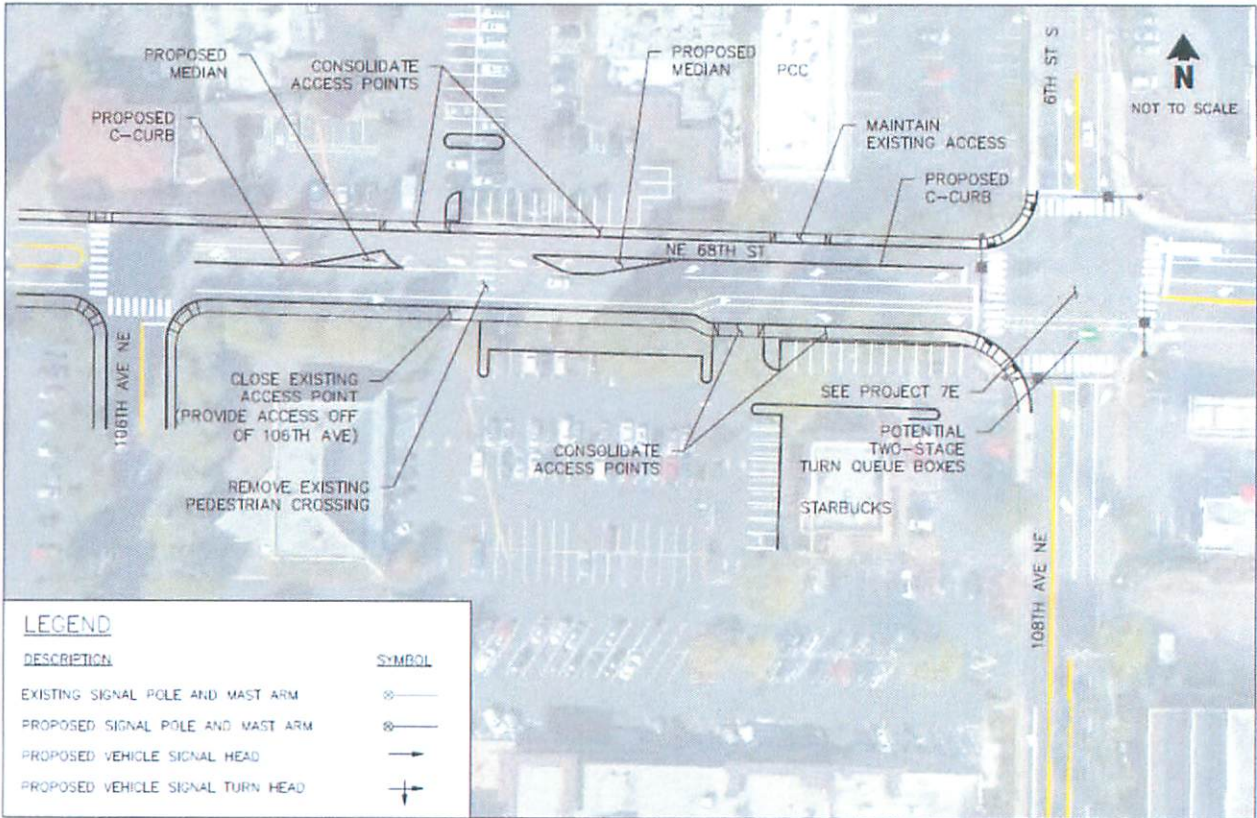 PROPOSED
MEDIAN
CONSOLIDATE
ACCESS POINTS
PROPOSED
MEDIAN
PCC
6TH ST S
N
NOT TO SCALE
PROPOSED
C-CURB
MAINTAIN
EXISTING ACCESS
PROPOSED
C-CURB
NE 68TH ST
106TH AVE NE
CLOSE EXISTING
ACCESS POINT
(PROVIDE ACCESS OFF
OF 106TH AVE)
REMOVE EXISTING
PEDESTRIAN CROSSING
CONSOLIDATE
ACCESS POINTS
SEE PROJECT 7E
POTENTIAL
TWO-STAGE
TURN QUEUE BOXES
STARBUCKS
108TH AVE NE
LEGEND
DESCRIPTION SYMBOL
EXISTING SIGNAL POLE AND MAST ARM
PROPOSED SIGNAL POLE AND MAST ARM
PROPOSED VEHICLE SIGNAL HEAD
PROPOSED VEHICLE SIGNAL TURN HEAD